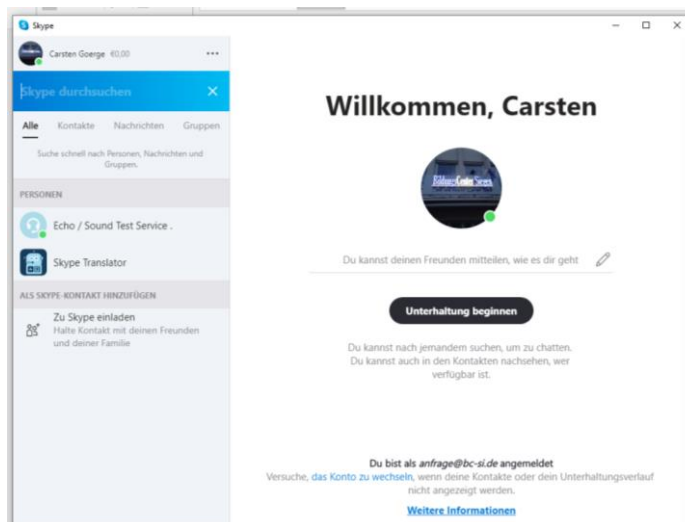 Skype
Carsten Goerge €0,00
Skype durchsuchen
Alle Kontakte Nachrichten Gruppen
Suche schnell nach Personen, Nachrichten und
Gruppen.
PERSONEN
Echo / Sound Test Service .
Skype Translator
ALS SKYPE-KONTAKT HINZUFÜGEN
Zu Skype einladen
Halte Kontakt mit deinen Freunden
und deiner Familie
Willkommen, Carsten
BildungsCenter Siegen
Du kannst deinen Freunden mitteilen, wie es dir geht
Unterhaltung beginnen
Du kannst nach jemandem suchen, um zu chatten.
Du kannst auch in den Kontakten nachsehen, wer
verfügbar ist.
Du bist als anfrage@bc-si.de angemeldet
Versuche, das Konto zu wechseln, wenn deine Kontakte oder dein Unterhaltungsverlauf
nicht angezeigt werden.
Weitere Informationen